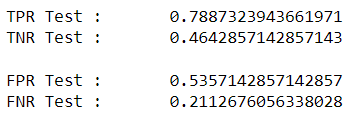 TPR Test : 0.7887323943661971
TNR Test : 0.4642857142857143
FPR Test : 0.5357142857142857
FNR Test : 0.2112676056338028